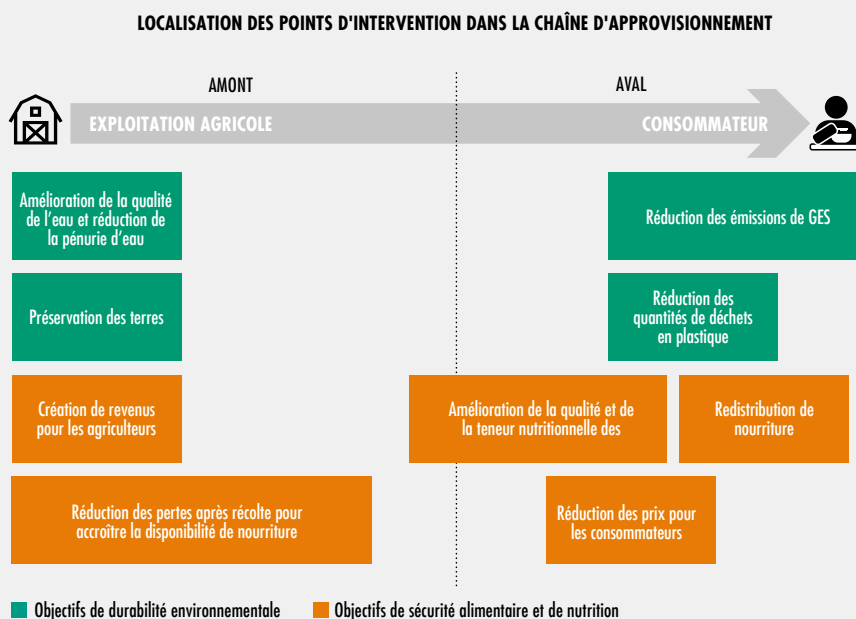 LOCALISATION DES POINTS D'INTERVENTION DANS LA CHAÎNE D'APPROVISIONNEMENT
AMONT
AVAL
EXPLOITATION AGRICOLE
CONSOMMATEUR
Amélioration de la qualité
de l'eau et réduction de
la pénurie d'eau
Réduction des émissions de GES
Préservation des terres
Réduction des
quantités de déchets
en plastique
Création de revenus
pour les agriculteurs
Amélioration de la qualité et de
la teneur nutritionnelle des
Redistribution de
nourriture
Réduction des pertes après récolte pour
accroître la disponibilité de nourriture
Réduction des prix pour
les consommateurs
Objectifs de durabilité environnementale
Objectifs de sécurité alimentaire et de nutrition